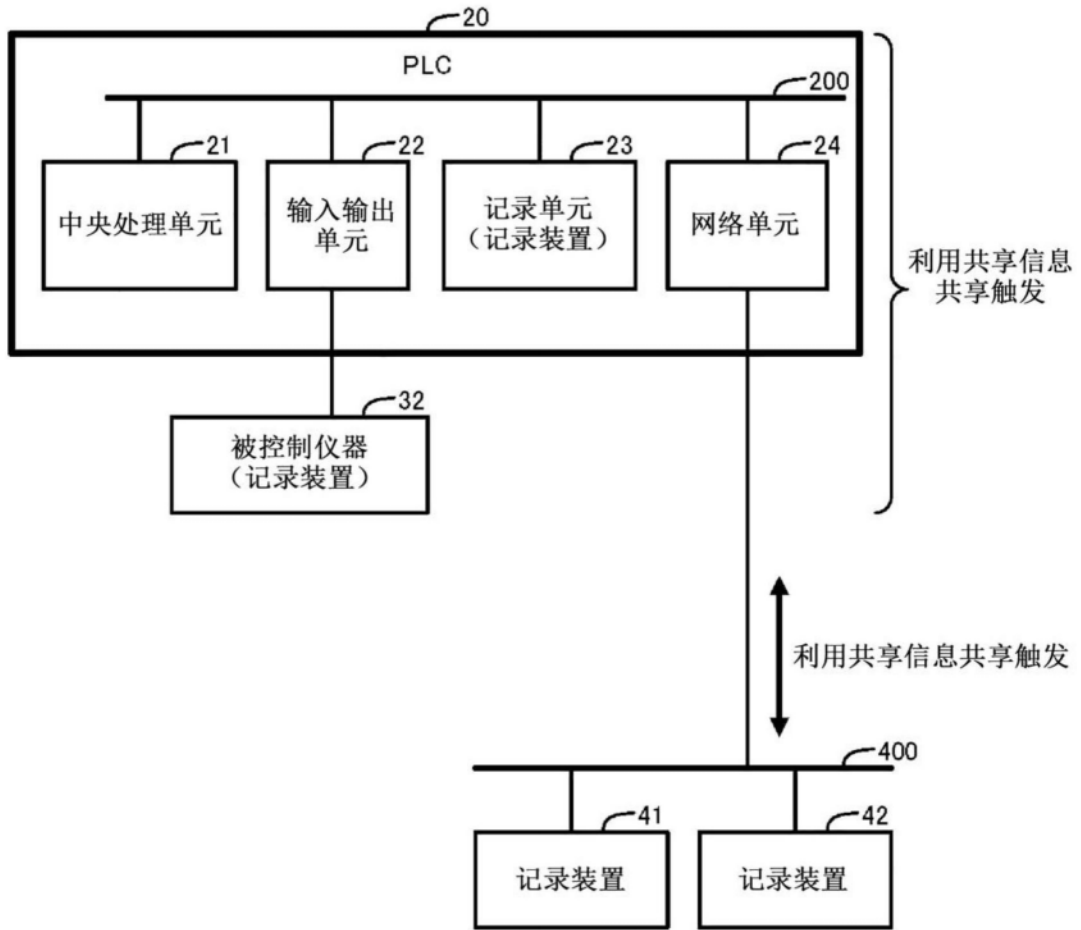 20
PLC
200
21
22
23
24
中央处理单元
输入输出
单元
记录单元
（记录装置）
网络单元
利用共享信息
共享触发
32
被控制仪器
（记录装置）
利用共享信息共享触发
400
41
42
记录装置
记录装置